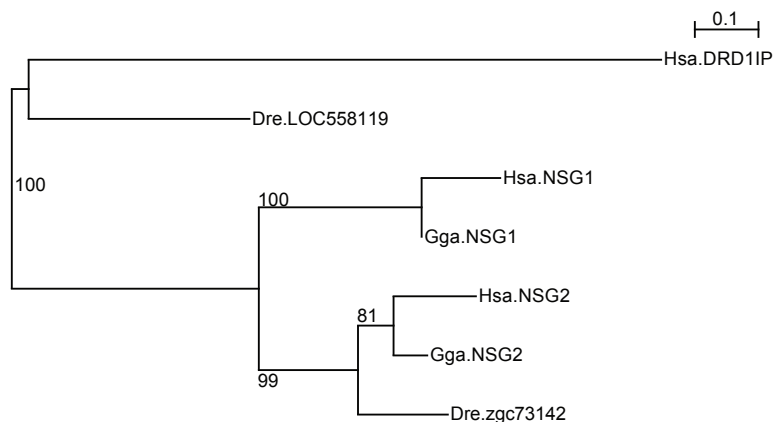 0.1
Hsa.DRD1IP
Dre.LOC558119
Hsa.NSG1
100
100
Gga.NSG1
Hsa.NSG2
81
Gga.NSG2
99
Dre.zgc73142